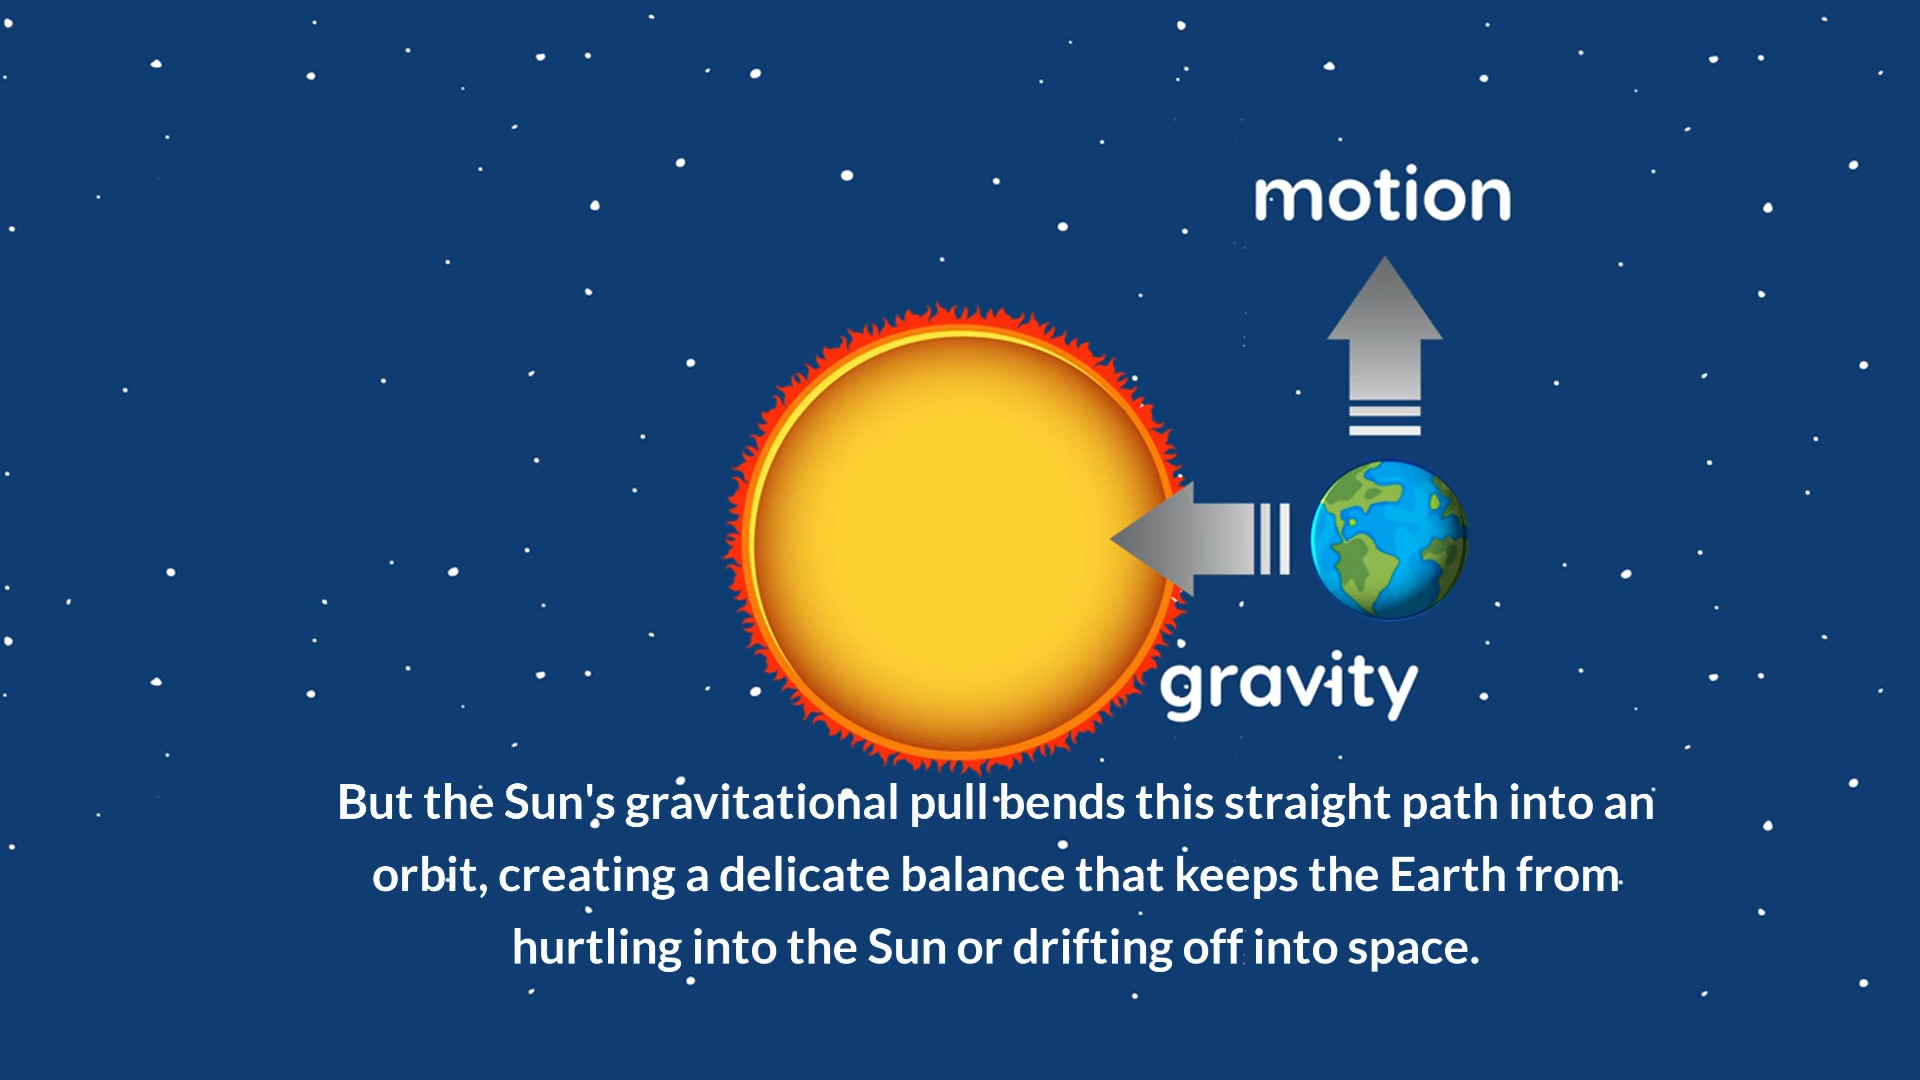 motion
gravity
But the Sun's gravitational pull bends this straight path into an
orbit, creating a delicate balance that keeps the Earth from
hurtling into the Sun or drifting off into space.